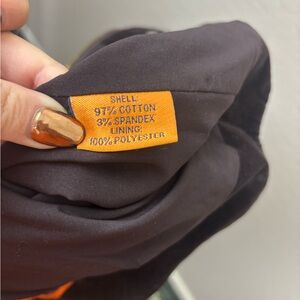 SHELL:
97% COTTON
3% SPANDEX
LINING:
100% POLYESTER